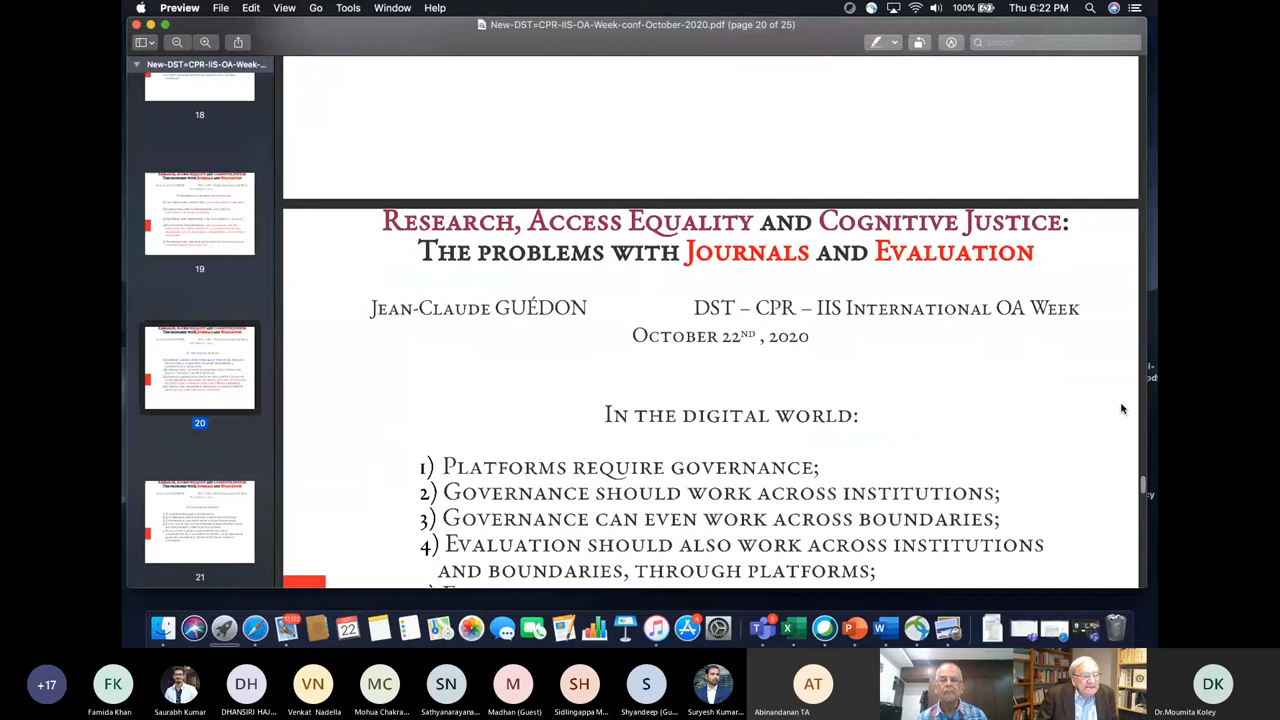 Preview File Edit View Go Tools Window Help
100% Thu 6:22 PM
New-DST=CPR-IIS-OA-Week-conf-October-2020.pdf (page 20 of 25)
Search
New-DST=CPR-IIS-OA-Week-...
18
19
20
21
Research, Access, Equity and Cognitive Justice:
The problems with Journals and Evaluation
Jean-Claude GUÉDON DST – CPR – IIS International OA Week
October 22nd , 2020
In the digital world:
1) Platforms require governance;
2) Governance should work across institutions;
3) Governance can even work across boundaries;
4) Evaluation should also work across institutions
and boundaries, through platforms;
22
+17
FK
DH
VN
MC
SN
M
SH
S
AT
DK
Famida Khan
Saurabh Kumar
DHANSIRI HAJ...
Venkat Nadella
Mohua Chakra...
Sathyanarayana...
Madhan (Guest)
Sidlingappa M...
Shyandeep (Gu...
Suryesh Kumar...
Abinandanan TA
Dr.Moumita Koley